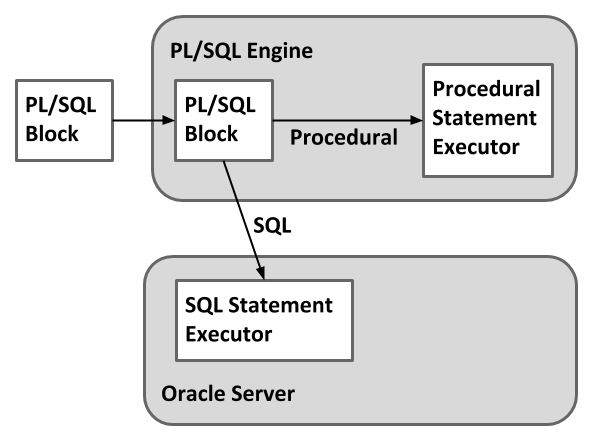 PL/SQL Engine
PL/SQL
Block
PL/SQL
Block
Procedural
Procedural
Statement
Executor
SQL
SQL Statement
Executor
Oracle Server